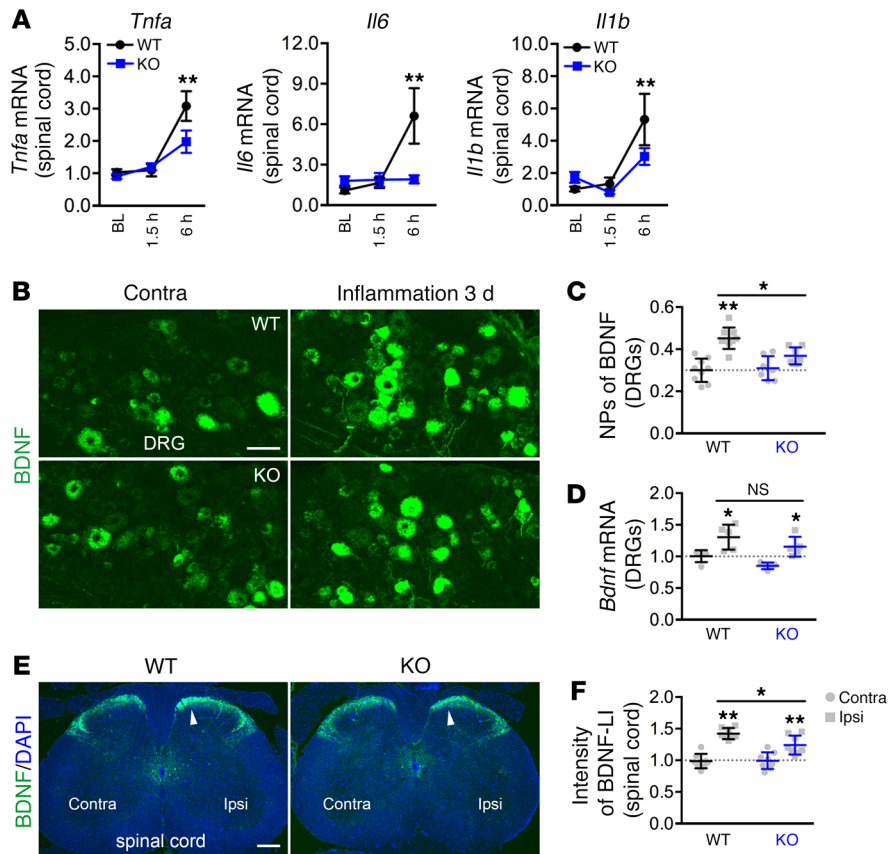 A
Tnfa
Tnfa mRNA
(spinal cord)
5.0
4.0
3.0
2.0
1.0
0.0
WT
KO
**
BL
1.5 h
6 h
Il6
Il6 mRNA
(spinal cord)
12.0
9.0
6.0
3.0
0.0
**
BL
1.5 h
6 h
Il1b
Il1b mRNA
(spinal cord)
10.0
8.0
6.0
4.0
2.0
0.0
WT
KO
**
BL
1.5 h
6 h
B
Contra
Inflammation 3 d
BDNF
WT
DRG
KO
C
NPs of BDNF
(DRGs)
0.6
0.4
0.2
0.0
**
*
WT
KO
D
Bdnf mRNA
(DRGs)
2.0
1.5
1.0
0.5
0.0
NS
*
*
WT
KO
E
WT
KO
BDNF/DAPI
Contra
Ipsi
spinal cord
Contra
Ipsi
F
Intensity
of BDNF-LI
(spinal cord)
2.0
1.5
1.0
0.5
0.0
*
**
**
WT
KO
Contra
Ipsi